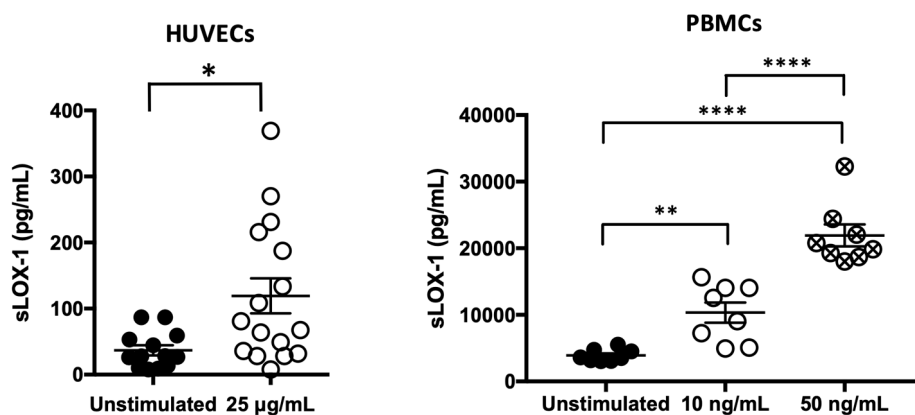 HUVECs
*
400
300
200
100
0
sLOX-1 (pg/mL)
Unstimulated 25 µg/mL
PBMCs
****
****
**
40000
30000
20000
10000
0
sLOX-1 (pg/mL)
Unstimulated 10 ng/mL 50 ng/mL